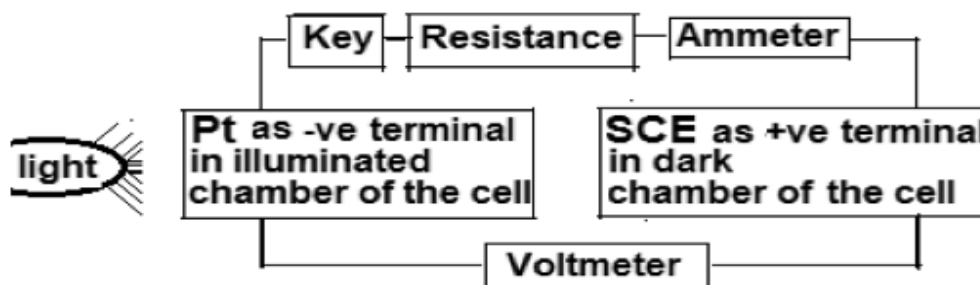 Key
Resistance
Ammeter
light
Pt as -ve terminal
in illuminated
chamber of the cell
SCE as +ve terminal
in dark
chamber of the cell
Voltmeter